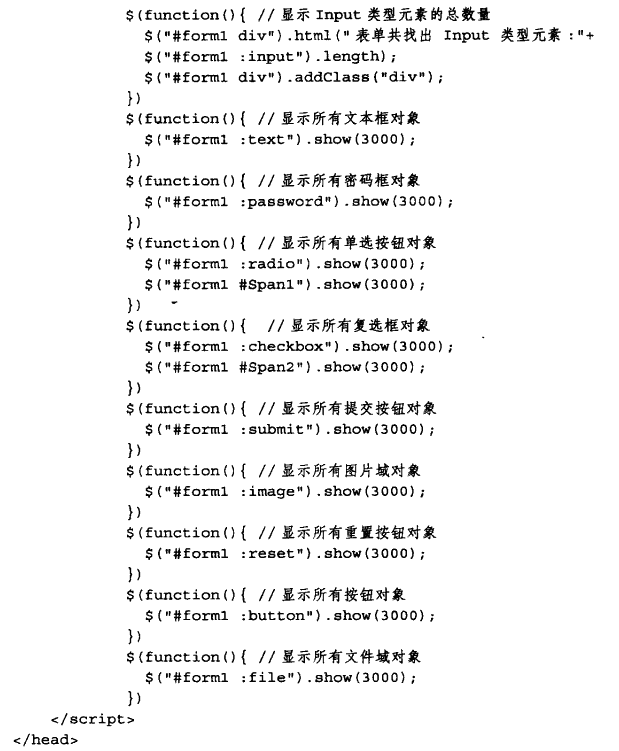 $(function(){ //显示 Input 类型元素的总数量
$("#form1 div").html("表单共找出 Input 类型元素:"+
$("#form1 :input").length);
$("#form1 div").addClass("div");
})
$(function(){ //显示所有文本框对象
$("#form1 :text").show(3000);
})
$(function(){ //显示所有密码框对象
$("#form1 :password").show(3000);
})
$(function(){ //显示所有单选按钮对象
$("#form1 :radio").show(3000);
$("#form1 #Span1").show(3000);
})
$(function(){ //显示所有复选框对象
$("#form1 :checkbox").show(3000);
$("#form1 #Span2").show(3000);
})
$(function(){ //显示所有提交按钮对象
$("#form1 :submit").show(3000);
})
$(function(){ //显示所有图片域对象
$("#form1 :image").show(3000);
})
$(function(){ //显示所有重置按钮对象
$("#form1 :reset").show(3000);
})
$(function(){ //显示所有按钮对象
$("#form1 :button").show(3000);
})
$(function(){ //显示所有文件域对象
$("#form1 :file").show(3000);
})
</script>
</head>